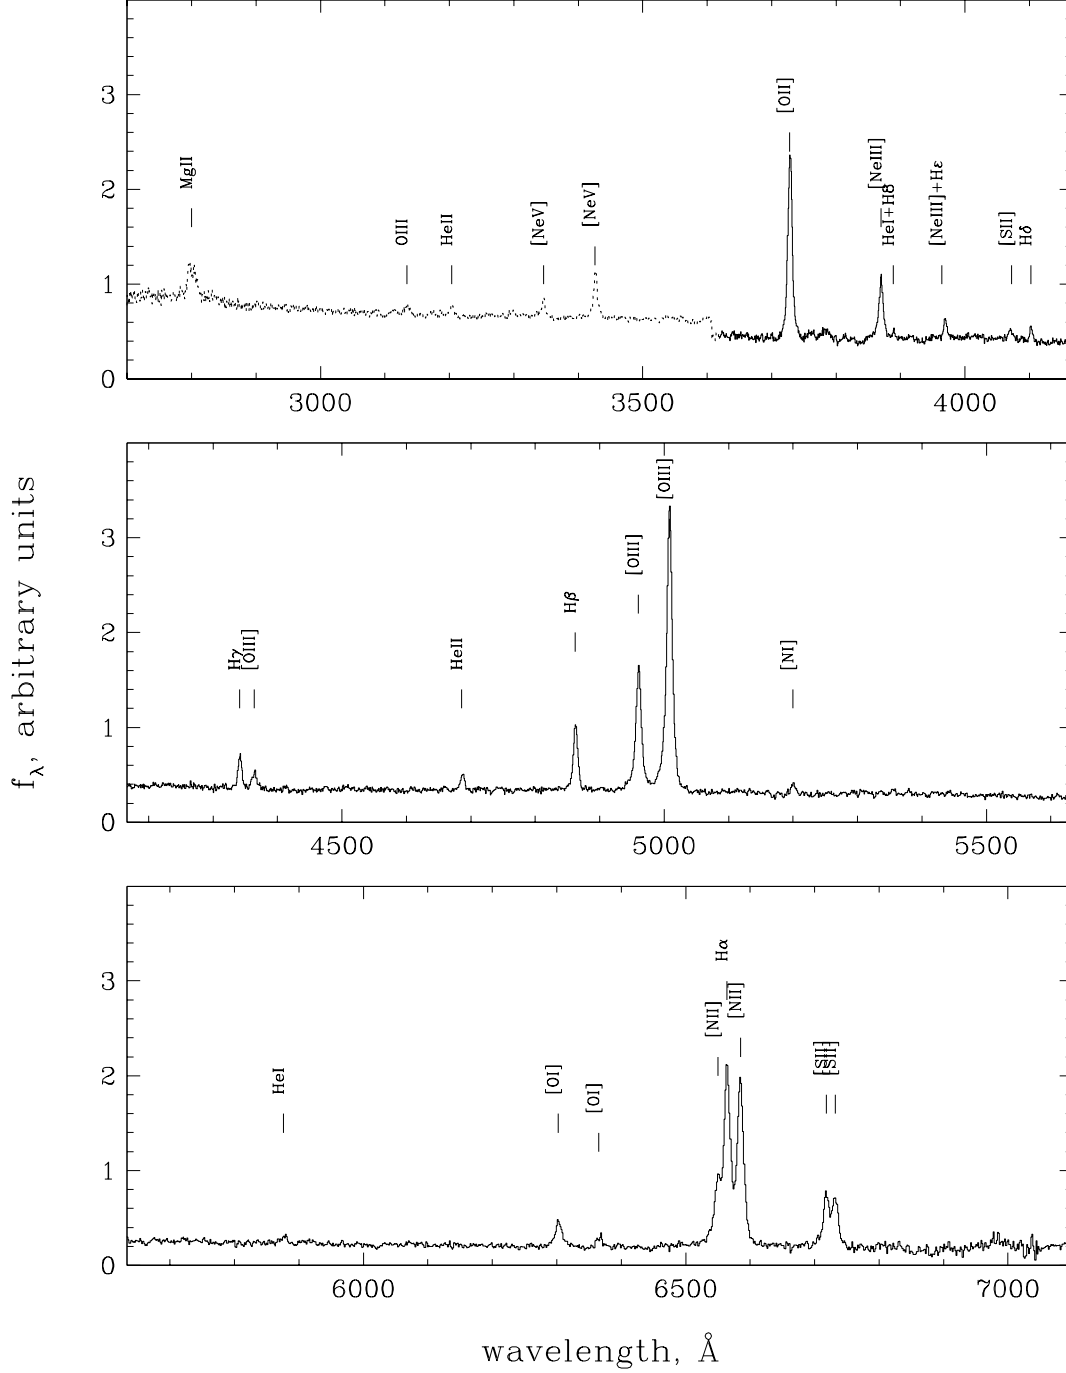 f_λ, arbitrary units
3
2
1
0
MgII
OIII
HeII
[NeV]
[NeV]
[OII]
[NeIII]
HeI+H8
[NeIII]+Hε
[SII]
Hδ
3000 3500 4000
3
2
1
0
Hγ
[OIII]
HeII
Hβ
[OIII]
[OIII]
[NI]
4500 5000 5500
3
2
1
0
HeI
[OI]
[OI]
[NII]
Hα
[NII]
[SII]
[SII]
6000 6500 7000
wavelength, Å